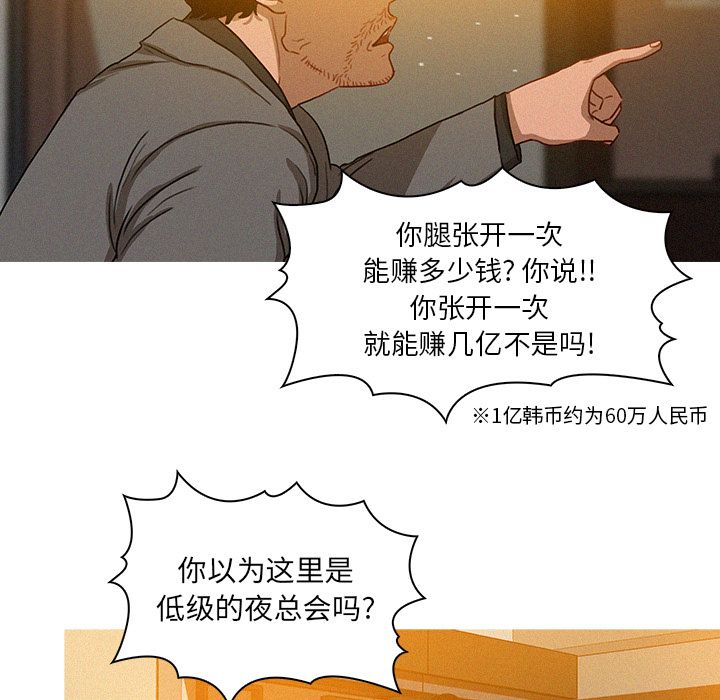 你腿张开一次
能赚多少钱? 你说!!
你张开一次
就能赚几亿不是吗!
※1亿韩币约为60万人民币
你以为这里是
低级的夜总会吗?